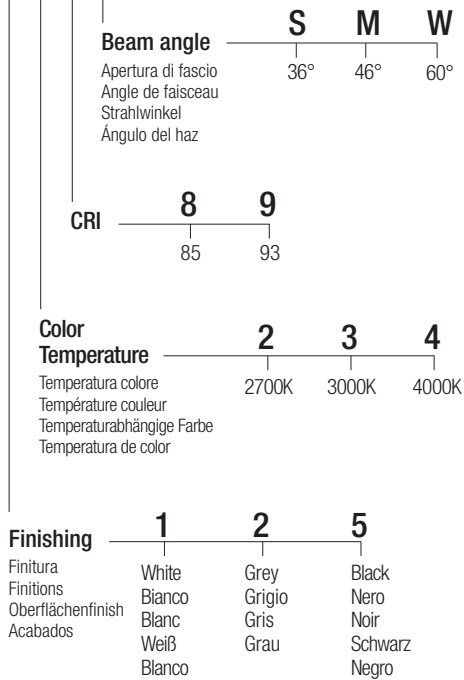 S M W
Beam angle
36° 46° 60°
Apertura di fascio
Angle de faisceau
Strahlwinkel
Ángulo del haz
8 9
CRI
85 93
Color
Temperature
2 3 4
2700K 3000K 4000K
Temperatura colore
Température couleur
Temperaturabhängige Farbe
Temperatura de color
1 2 5
Finishing
Finitura
Finitions
Oberflächenfinish
Acabados
White Grey Black
Bianco Grigio Nero
Blanc Gris Noir
Weiß Grau Schwarz
Blanco Negro